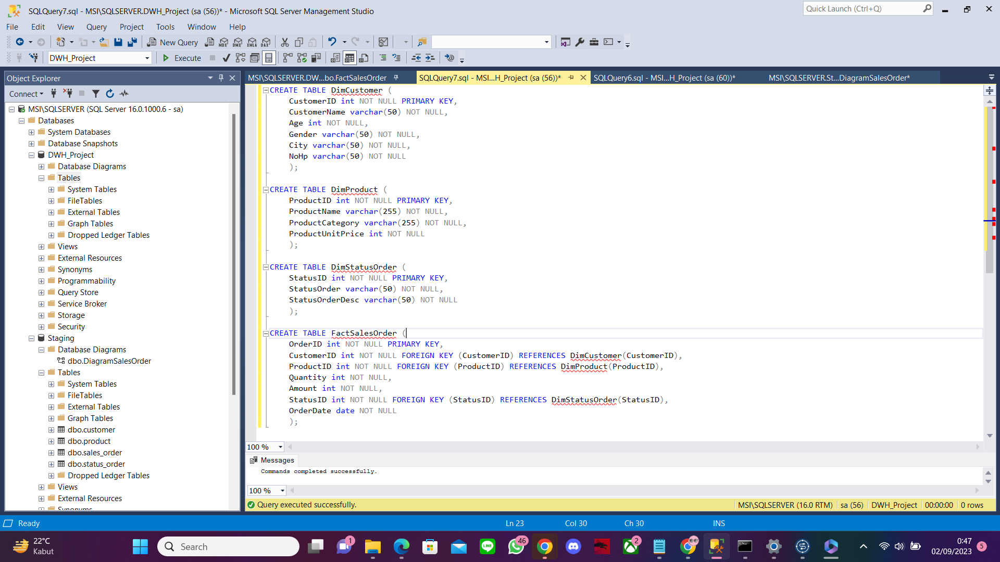 SQLQuery7.sql - MSI\SQLSERVER.DWH_Project (sa (56))* - Microsoft SQL Server Management Studio
Quick Launch (Ctrl+Q)
File Edit View Query Project Tools Window Help
New Query
MDX DMX XMLA DAX
DWH_Project
Execute
Object Explorer
Connect
MSI\SQLSERVER (SQL Server 16.0.1000.6 - sa)
Databases
System Databases
Database Snapshots
DWH_Project
Database Diagrams
Tables
System Tables
FileTables
External Tables
Graph Tables
Dropped Ledger Tables
Views
External Resources
Synonyms
Programmability
Query Store
Service Broker
Storage
Security
Staging
Database Diagrams
dbo.DiagramSalesOrder
Tables
System Tables
FileTables
External Tables
Graph Tables
dbo.customer
dbo.product
dbo.sales_order
dbo.status_order
Dropped Ledger Tables
Views
External Resources
Synonyms
MSI\SQLSERVER.DW...bo.FactSalesOrder
SQLQuery7.sql - MSI...H_Project (sa (56))*
SQLQuery6.sql - MSI...H_Project (sa (60))*
MSI\SQLSERVER.St...DiagramSalesOrder*
CREATE TABLE DimCustomer (
CustomerID int NOT NULL PRIMARY KEY,
CustomerName varchar(50) NOT NULL,
Age int NOT NULL,
Gender varchar(50) NOT NULL,
City varchar(50) NOT NULL,
NoHp varchar(50) NOT NULL
);
CREATE TABLE DimProduct (
ProductID int NOT NULL PRIMARY KEY,
ProductName varchar(255) NOT NULL,
ProductCategory varchar(255) NOT NULL,
ProductUnitPrice int NOT NULL
);
CREATE TABLE DimStatusOrder (
StatusID int NOT NULL PRIMARY KEY,
StatusOrder varchar(50) NOT NULL,
StatusOrderDesc varchar(50) NOT NULL
);
CREATE TABLE FactSalesOrder (
OrderID int NOT NULL PRIMARY KEY,
CustomerID int NOT NULL FOREIGN KEY (CustomerID) REFERENCES DimCustomer(CustomerID),
ProductID int NOT NULL FOREIGN KEY (ProductID) REFERENCES DimProduct(ProductID),
Quantity int NOT NULL,
Amount int NOT NULL,
StatusID int NOT NULL FOREIGN KEY (StatusID) REFERENCES DimStatusOrder(StatusID),
OrderDate date NOT NULL
);
100 %
Messages
Commands completed successfully.
100 %
Query executed successfully.
MSI\SQLSERVER (16.0 RTM) sa (56) DWH_Project 00:00:00 0 rows
Ready
Ln 23 Col 30 Ch 30 INS
22°C
Kabut
Search
1
LINE
46
2
0:47
02/09/2023
5